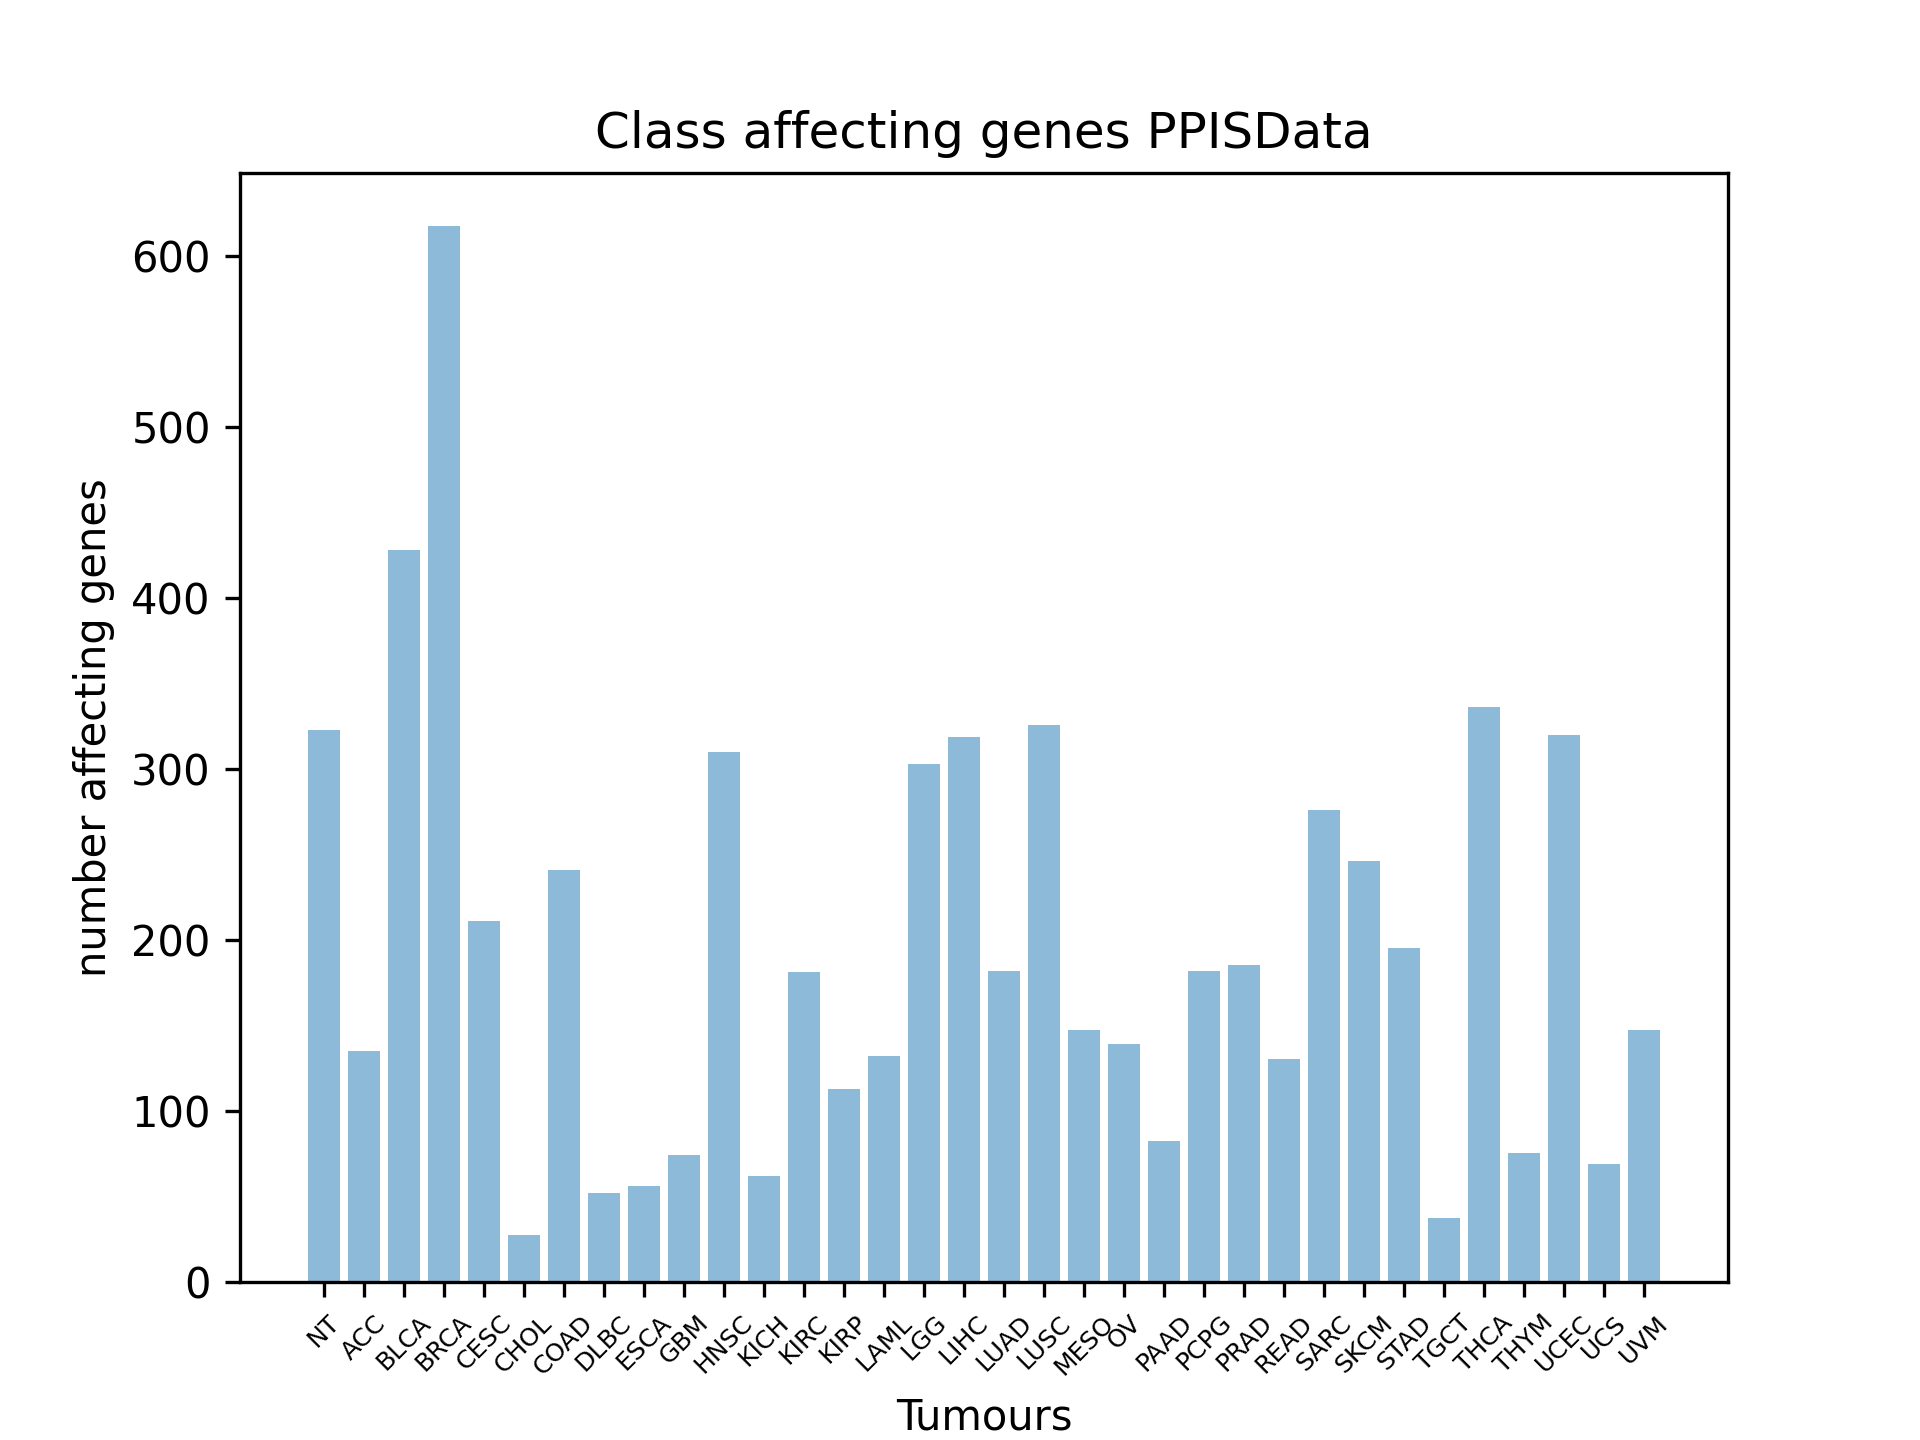 Class affecting genes PPISData
600
500
400
300
200
100
0
number affecting genes
NT
ACC
BLCA
BRCA
CESC
CHOL
COAD
DLBC
ESCA
GBM
HNSC
KICH
KIRC
KIRP
LAML
LGG
LIHC
LUAD
LUSC
MESO
OV
PAAD
PCPG
PRAD
READ
SARC
SKCM
STAD
TGCT
THCA
THYM
UCEC
UCS
UVM
Tumours